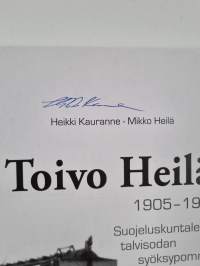 Heikki Kauranne - Mikko Heilä
Toivo Heilä
1905-19
Suojeluskuntale
talvisodan
syöksypomm